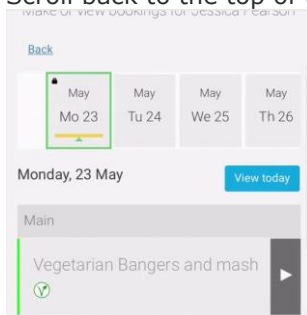 Scroll back to the top of
Make or view bookings for Jessica Pearson
Back
May May May May
Mo 23 Tu 24 We 25 Th 26
Monday, 23 May View today
Main
Vegetarian Bangers and mash
V